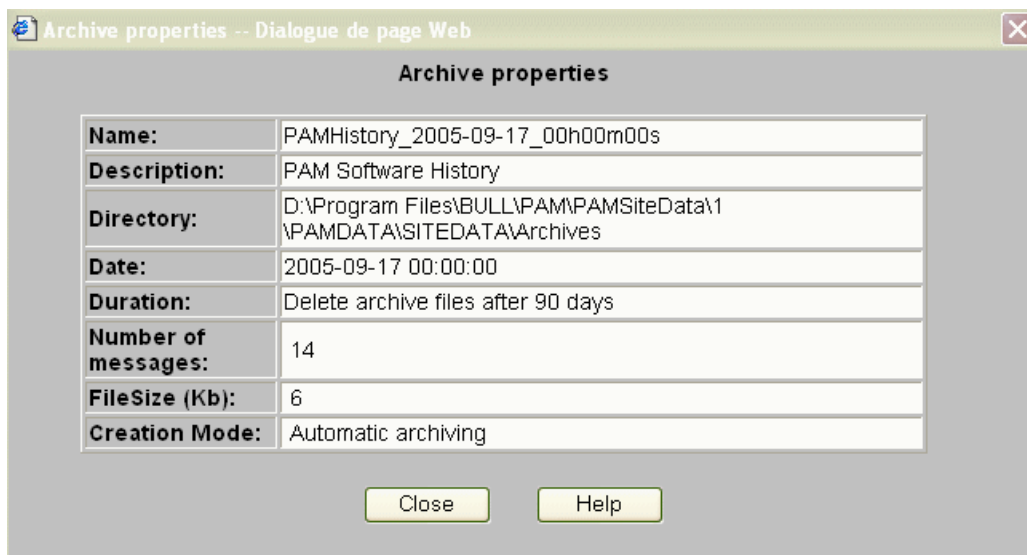 Archive properties -- Dialogue de page Web
Archive properties
Name: PAMHistory_2005-09-17_00h00m00s
Description: PAM Software History
Directory: D:\Program Files\BULL\PAM\PAMSiteData\1
\PAMDATA\SITEDATA\Archives
Date: 2005-09-17 00:00:00
Duration: Delete archive files after 90 days
Number of
messages: 14
FileSize (Kb): 6
Creation Mode: Automatic archiving
Close Help